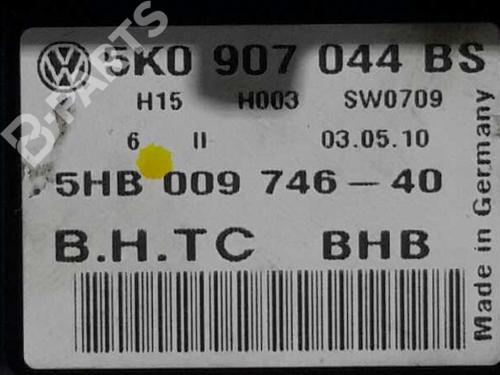 5K0 907 044 BS
H15 H003 SW0709
6 II 03.05.10
5HB 009 746-40
B.H.TC BHB
Made in Germany
B-PARTS